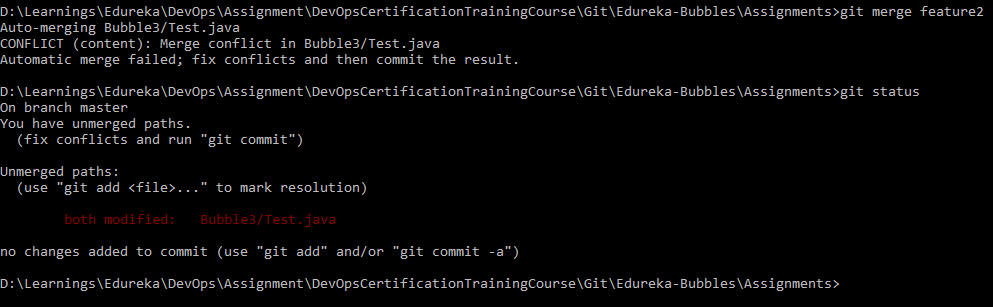 D:\Learnings\Edureka\DevOps\Assignment\DevOpsCertificationTrainingCourse\Git\Edureka-Bubbles\Assignments>git merge feature2
Auto-merging Bubble3/Test.java
CONFLICT (content): Merge conflict in Bubble3/Test.java
Automatic merge failed; fix conflicts and then commit the result.
D:\Learnings\Edureka\DevOps\Assignment\DevOpsCertificationTrainingCourse\Git\Edureka-Bubbles\Assignments>git status
On branch master
You have unmerged paths.
  (fix conflicts and run "git commit")
Unmerged paths:
  (use "git add <file>..." to mark resolution)
        both modified:   Bubble3/Test.java
no changes added to commit (use "git add" and/or "git commit -a")
D:\Learnings\Edureka\DevOps\Assignment\DevOpsCertificationTrainingCourse\Git\Edureka-Bubbles\Assignments>